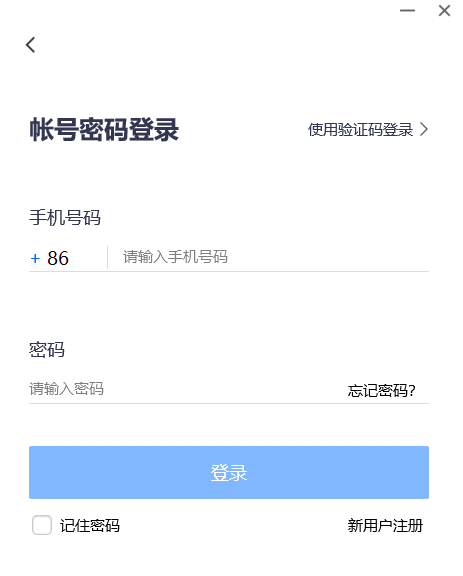 帐号密码登录
使用验证码登录
手机号码
+ 86
请输入手机号码
密码
请输入密码
忘记密码?
登录
记住密码
新用户注册